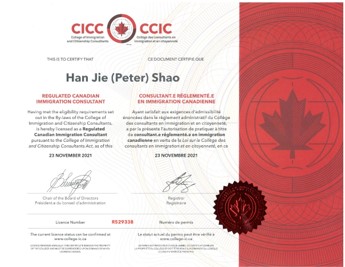 CICC CCIC
College of Immigration and Citizenship Consultants
Collège des consultants en immigration et en citoyenneté
THIS IS TO CERTIFY THAT
CE DOCUMENT CERTIFIE QUE
Han Jie (Peter) Shao
REGULATED CANADIAN
IMMIGRATION CONSULTANT
Having met the eligibility requirements set
out in the By-laws of the College of
Immigration and Citizenship Consultants,
is hereby licensed as a Regulated
Canadian Immigration Consultant
pursuant to the College of Immigration
and Citizenship Consultants Act, as of this
23 NOVEMBER 2021
CONSULTANT·E RÉGLEMENTÉ·E
EN IMMIGRATION CANADIENNE
Ayant satisfait aux exigences d'admissibilité
énoncées dans le règlement administratif du Collège
des consultants en immigration et en citoyenneté,
a par la présente l'autorisation de pratiquer à titre
de consultant.e réglementé.e en immigration
canadienne en vertu de la Loi sur le Collège des
consultants en immigration et en citoyenneté, en ce
23 NOVEMBRE 2021
Chair of the Board of Directors
Présidente du conseil d'administration
Registrar
Registraire
Licence Number
R529338
Numéro de permis
The current licence status can be confirmed at
www.college-ic.ca
Le statut actuel du permis peut être vérifié à
www.college-ic.ca